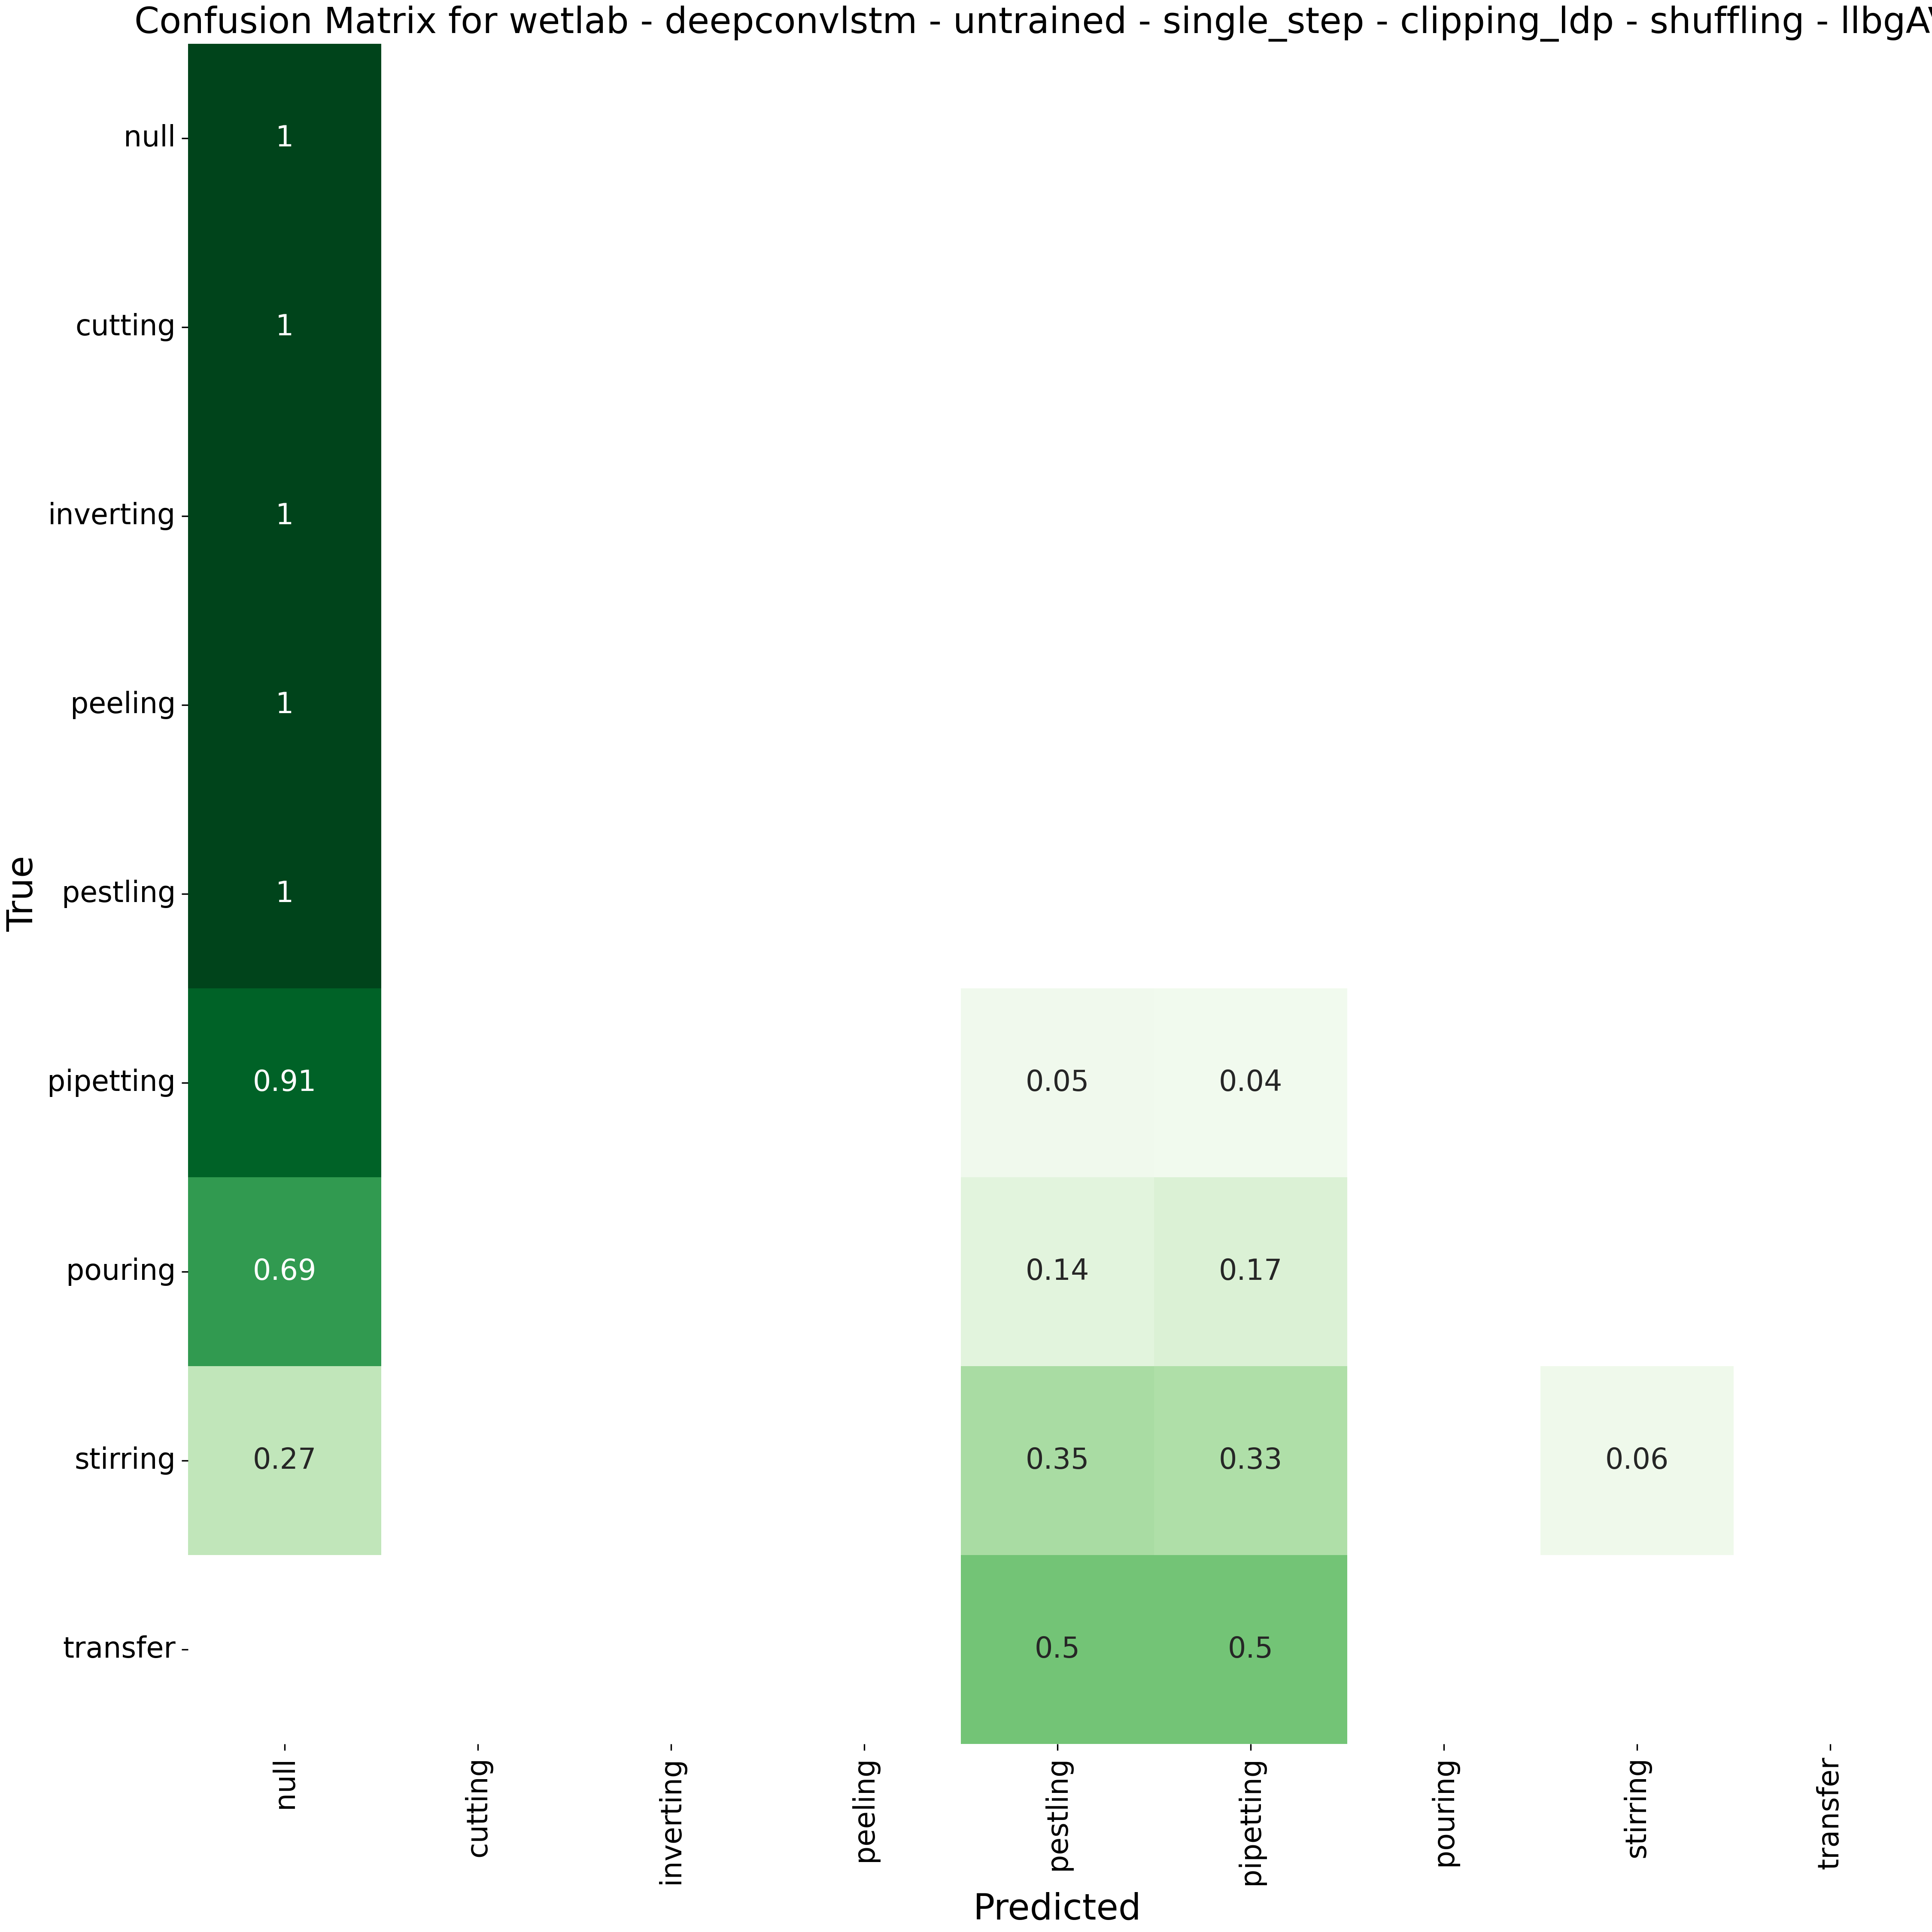 Confusion Matrix for wetlab - deepconvlstm - untrained - single_step - clipping_ldp - shuffling -
null 1
cutting 1
inverting 1
peeling 1
pestling 1
pipetting 0.91 0.05 0.04
pouring 0.69 0.14 0.17
stirring 0.27 0.35 0.33 0.06
transfer 0.5 0.5
True
null cutting inverting peeling pestling pipetting pouring stirring transfer
Predicted